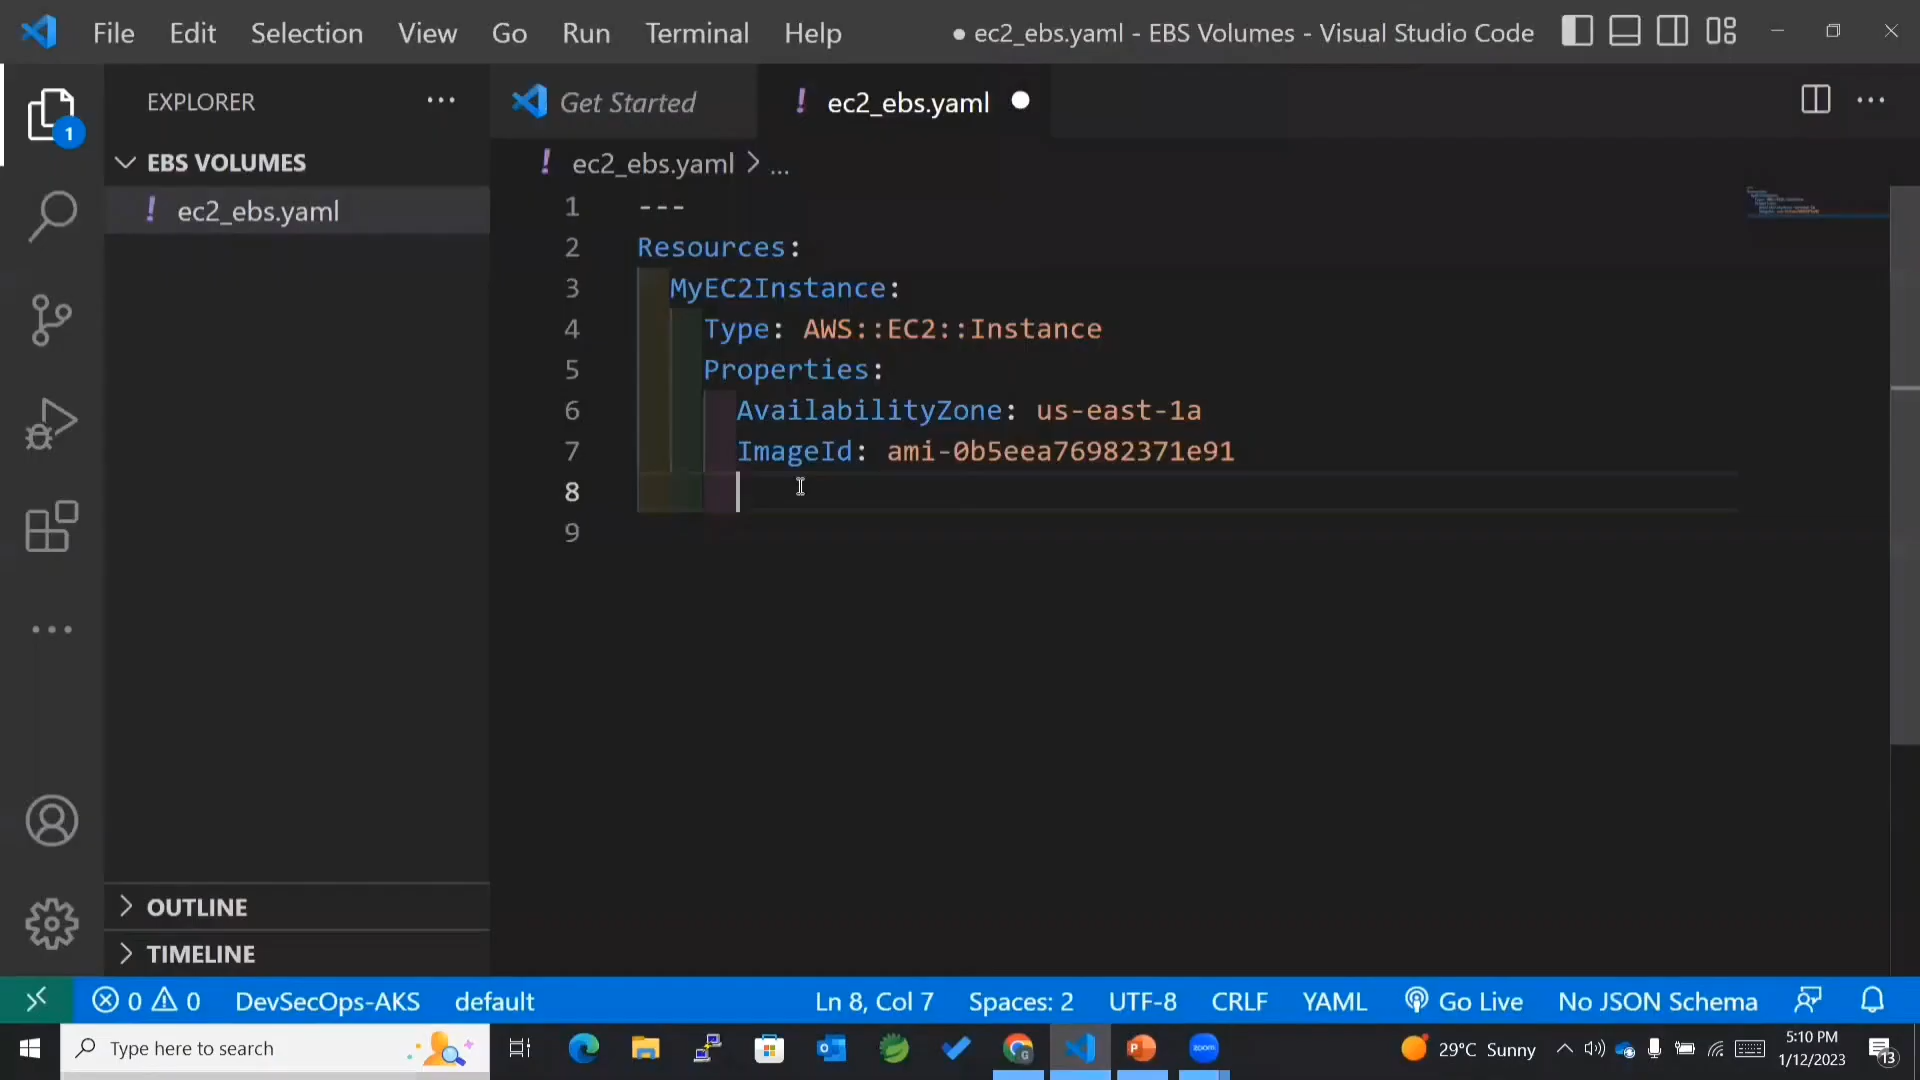 File Edit Selection View Go Run Terminal Help ● ec2_ebs.yaml - EBS Volumes - Visual Studio Code
EXPLORER
Get Started ! ec2_ebs.yaml
1
EBS VOLUMES
! ec2_ebs.yaml > ...
! ec2_ebs.yaml
1 ---
2 Resources:
3 MyEC2Instance:
4 Type: AWS::EC2::Instance
5 Properties:
6 AvailabilityZone: us-east-1a
7 ImageId: ami-0b5eea76982371e91
8
9
OUTLINE
TIMELINE
0 0 DevSecOps-AKS default Ln 8, Col 7 Spaces: 2 UTF-8 CRLF YAML Go Live No JSON Schema
Type here to search zoom 29°C Sunny 5:10 PM
1/12/2023
13